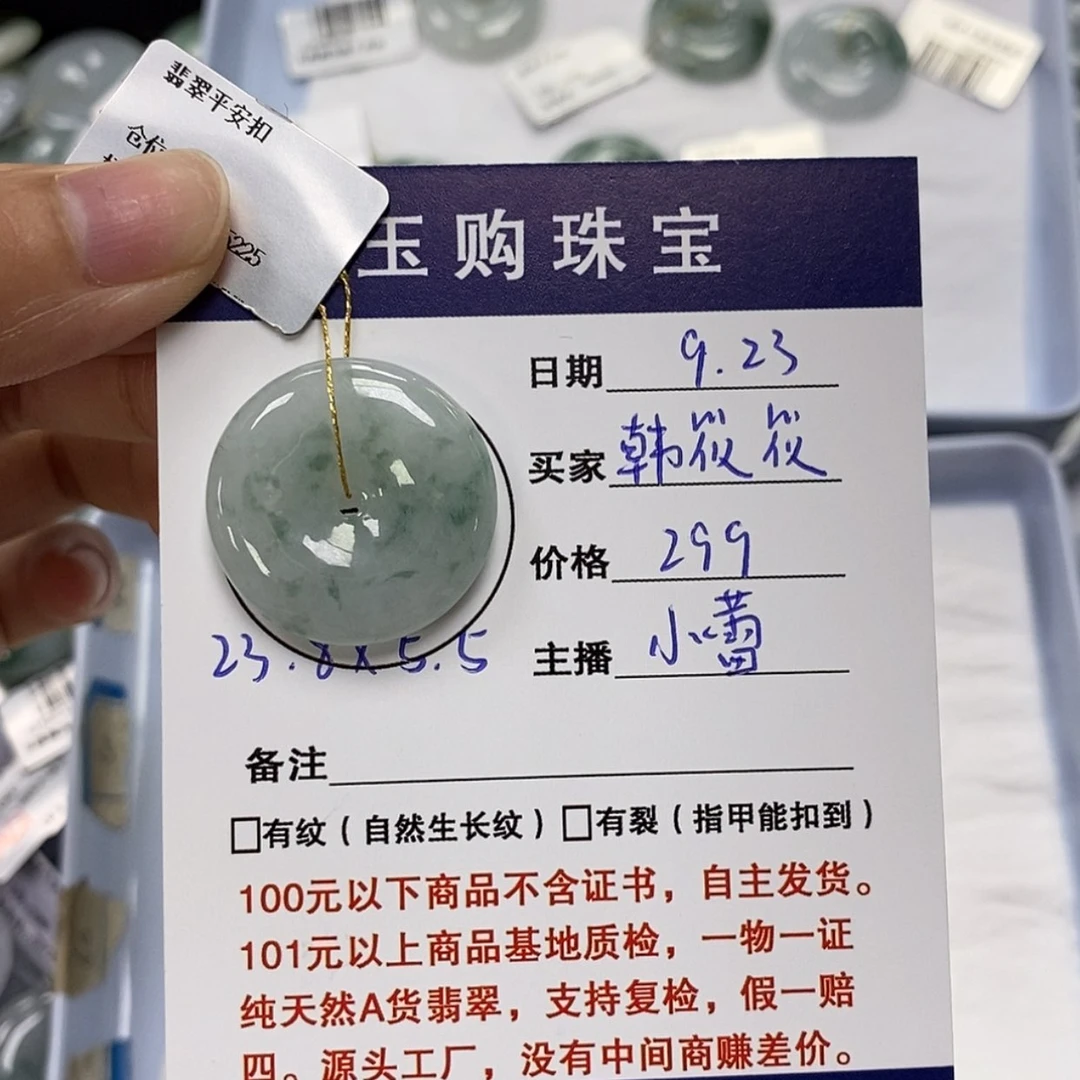 翡翠平安扣
仓位
5225
玉购珠宝
日期 9.23
买家 韩筱筱
价格 299
主播 小蕾
23.8x5.5
备注
□有纹（自然生长纹）□有裂（指甲能扣到）
100元以下商品不含证书，自主发货。
101元以上商品基地质检，一物一证
纯天然A货翡翠，支持复检，假一赔
四。源头工厂，没有中间商赚差价。